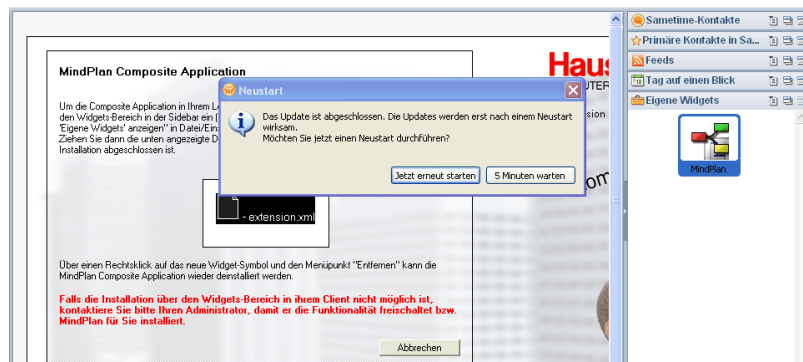 MindPlan Composite Application
Um die Composite Application in Ihrem
den Widgets-Bereich in der Sidebar ein
'Eigene Widgets' anzeigen" in
Ziehen Sie dann die unten angezeigte
Installation abgeschlossen ist.
Neustart
Das Update ist abgeschlossen. Die Updates werden erst nach einem Neustart
wirksam.
Möchten Sie jetzt einen Neustart durchführen?
Jetzt erneut starten
5 Minuten warten
- extension.xml
Über einen Rechtsklick auf das neue Widget-Symbol und den Menüpunkt "Entfernen" kann die
MindPlan Composite Application wieder deinstalliert werden.
Falls die Installation über den Widgets-Bereich in ihrem Client nicht möglich ist,
kontaktiere Sie bitte Ihren Administrator, damit er die Funktionalität freischaltet bzw.
MindPlan für Sie installiert.
Abbrechen
Haus
Sametime-Kontakte
Primäre Kontakte in Sa...
Feeds
Tag auf einen Blick
Eigene Widgets
MindPlan